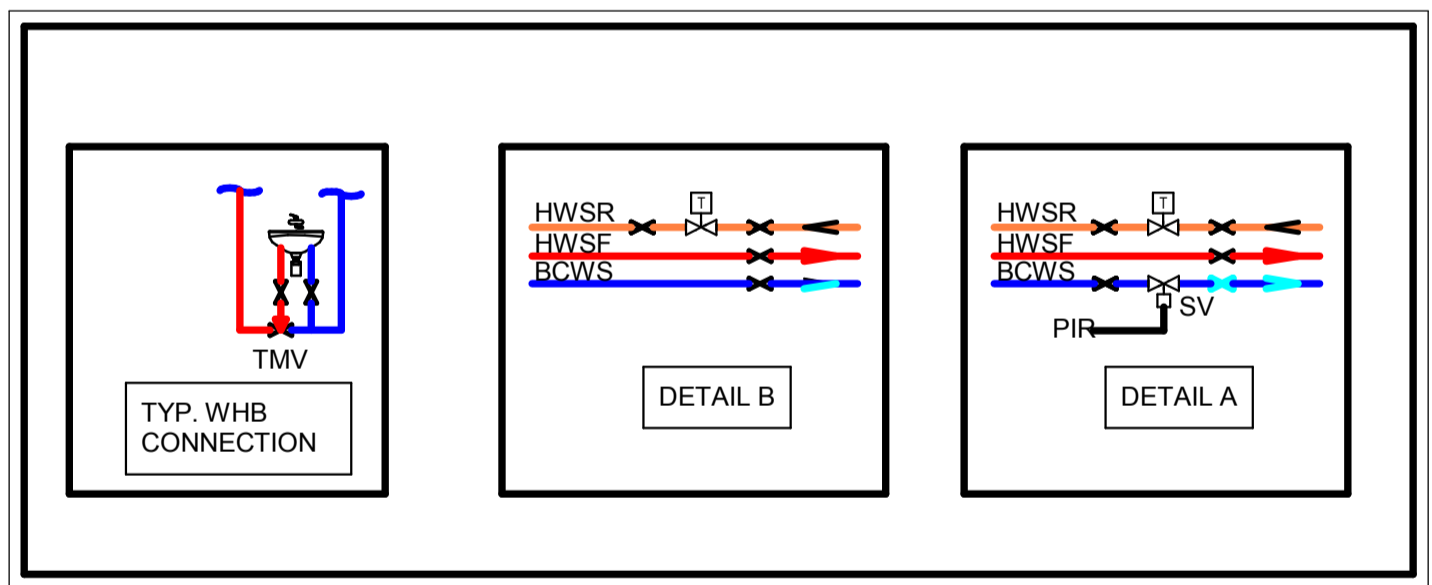 TMV
TYP. WHB
CONNECTION
T
HWSR
HWSF
BCWS
DETAIL B
T
HWSR
HWSF
BCWS
SV
PIR
DETAIL A